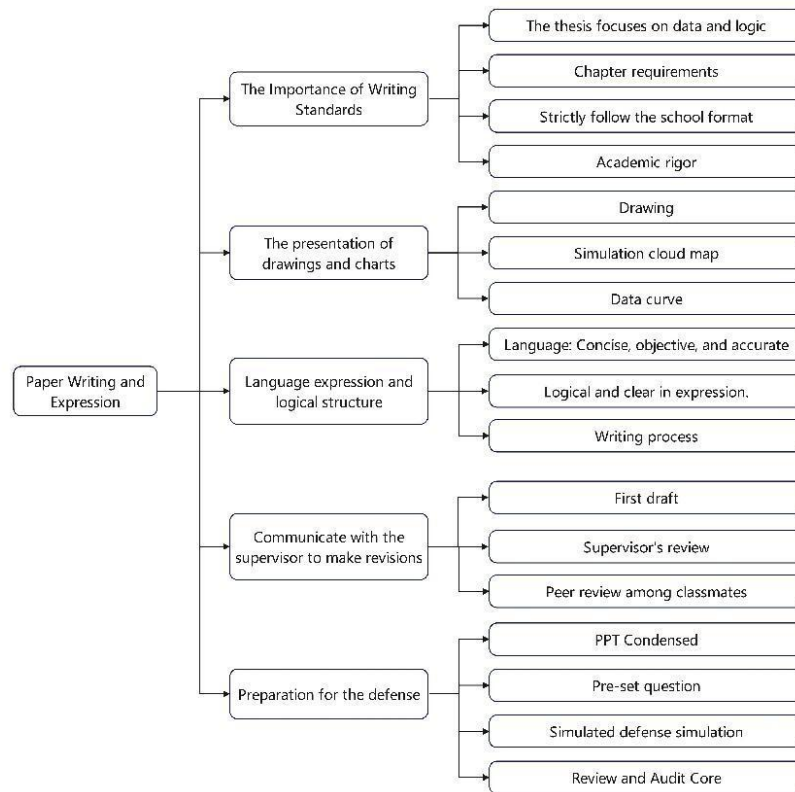 Paper Writing and
Expression
The Importance of Writing
Standards
The thesis focuses on data and logic
Chapter requirements
Strictly follow the school format
Academic rigor
The presentation of
drawings and charts
Drawing
Simulation cloud map
Data curve
Language expression and
logical structure
Language: Concise, objective, and accurate
Logical and clear in expression.
Writing process
Communicate with the
supervisor to make revisions
First draft
Supervisor's review
Peer review among classmates
Preparation for the defense
PPT Condensed
Pre-set question
Simulated defense simulation
Review and Audit Core